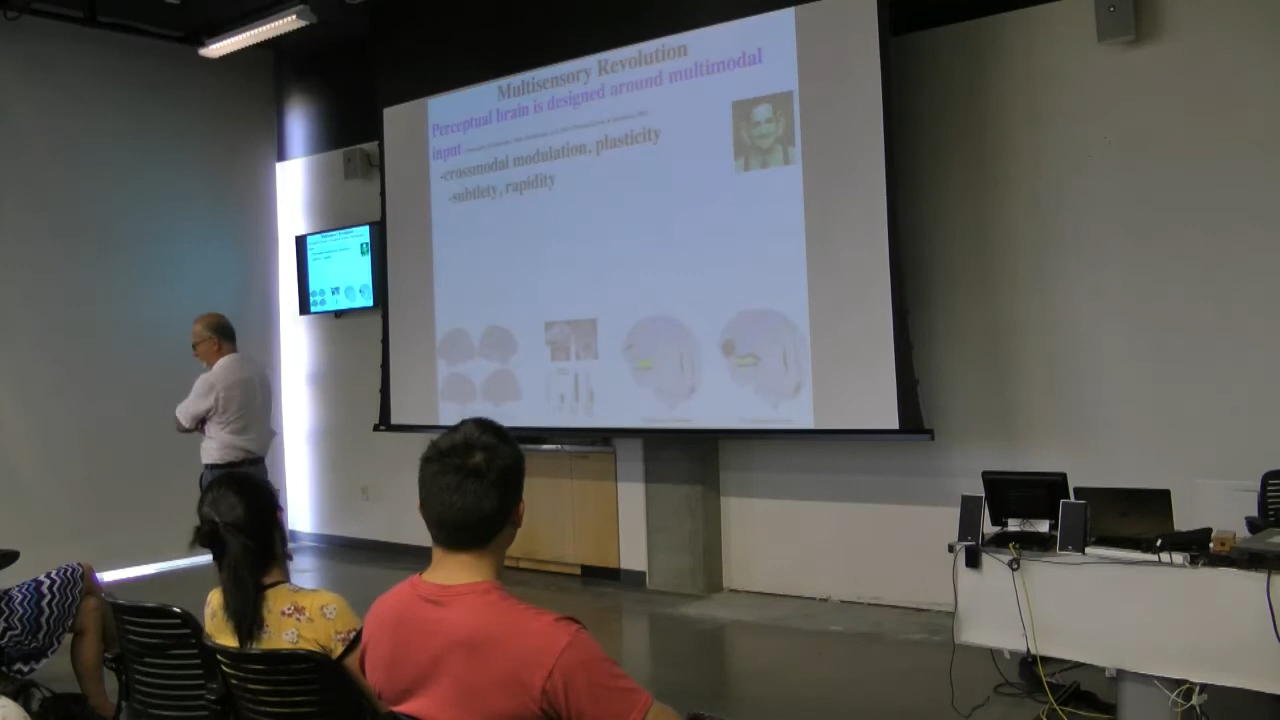 Multisensory Revolution
Perceptual brain is designed around multimodal
input
-crossmodal modulation, plasticity
-subtlety, rapidity